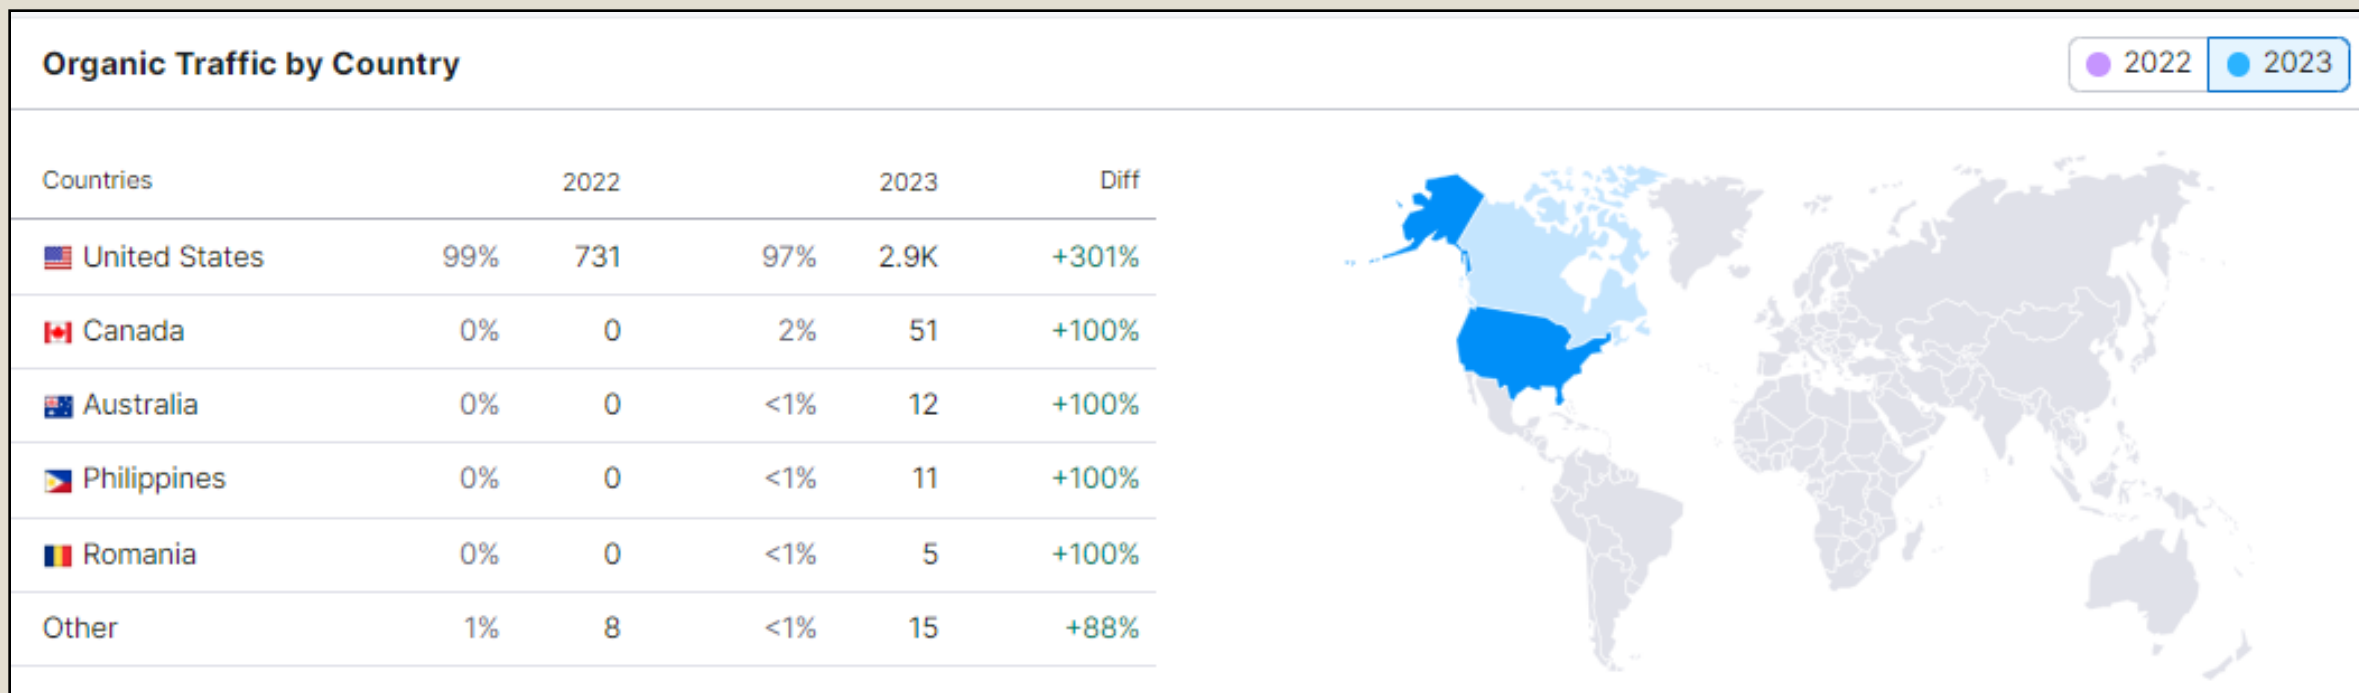 Organic Traffic by Country
2022 2023
Countries 2022 2023 Diff
United States 99% 731 97% 2.9K +301%
Canada 0% 0 2% 51 +100%
Australia 0% 0 <1% 12 +100%
Philippines 0% 0 <1% 11 +100%
Romania 0% 0 <1% 5 +100%
Other 1% 8 <1% 15 +88%